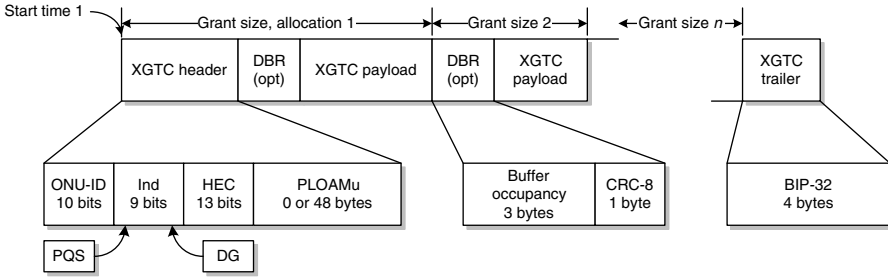 Start time 1
Grant size, allocation 1
Grant size 2
Grant size n
XGTC header
DBR
(opt)
XGTC payload
DBR
(opt)
XGTC
payload
XGTC
trailer
ONU-ID
10 bits
Ind
9 bits
HEC
13 bits
PLOAMu
0 or 48 bytes
Buffer
occupancy
3 bytes
CRC-8
1 byte
BIP-32
4 bytes
PQS
DG